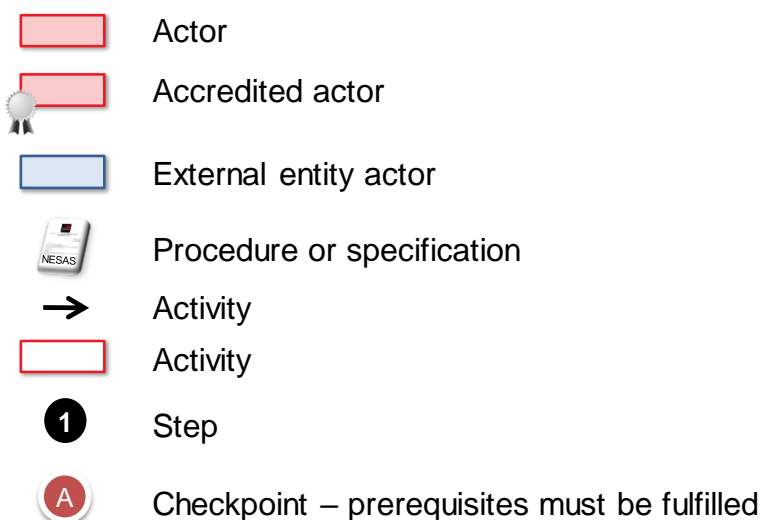 Actor
Accredited actor
External entity actor
NESAS
Procedure or specification
Activity
Activity
1
Step
A
Checkpoint – prerequisites must be fulfilled